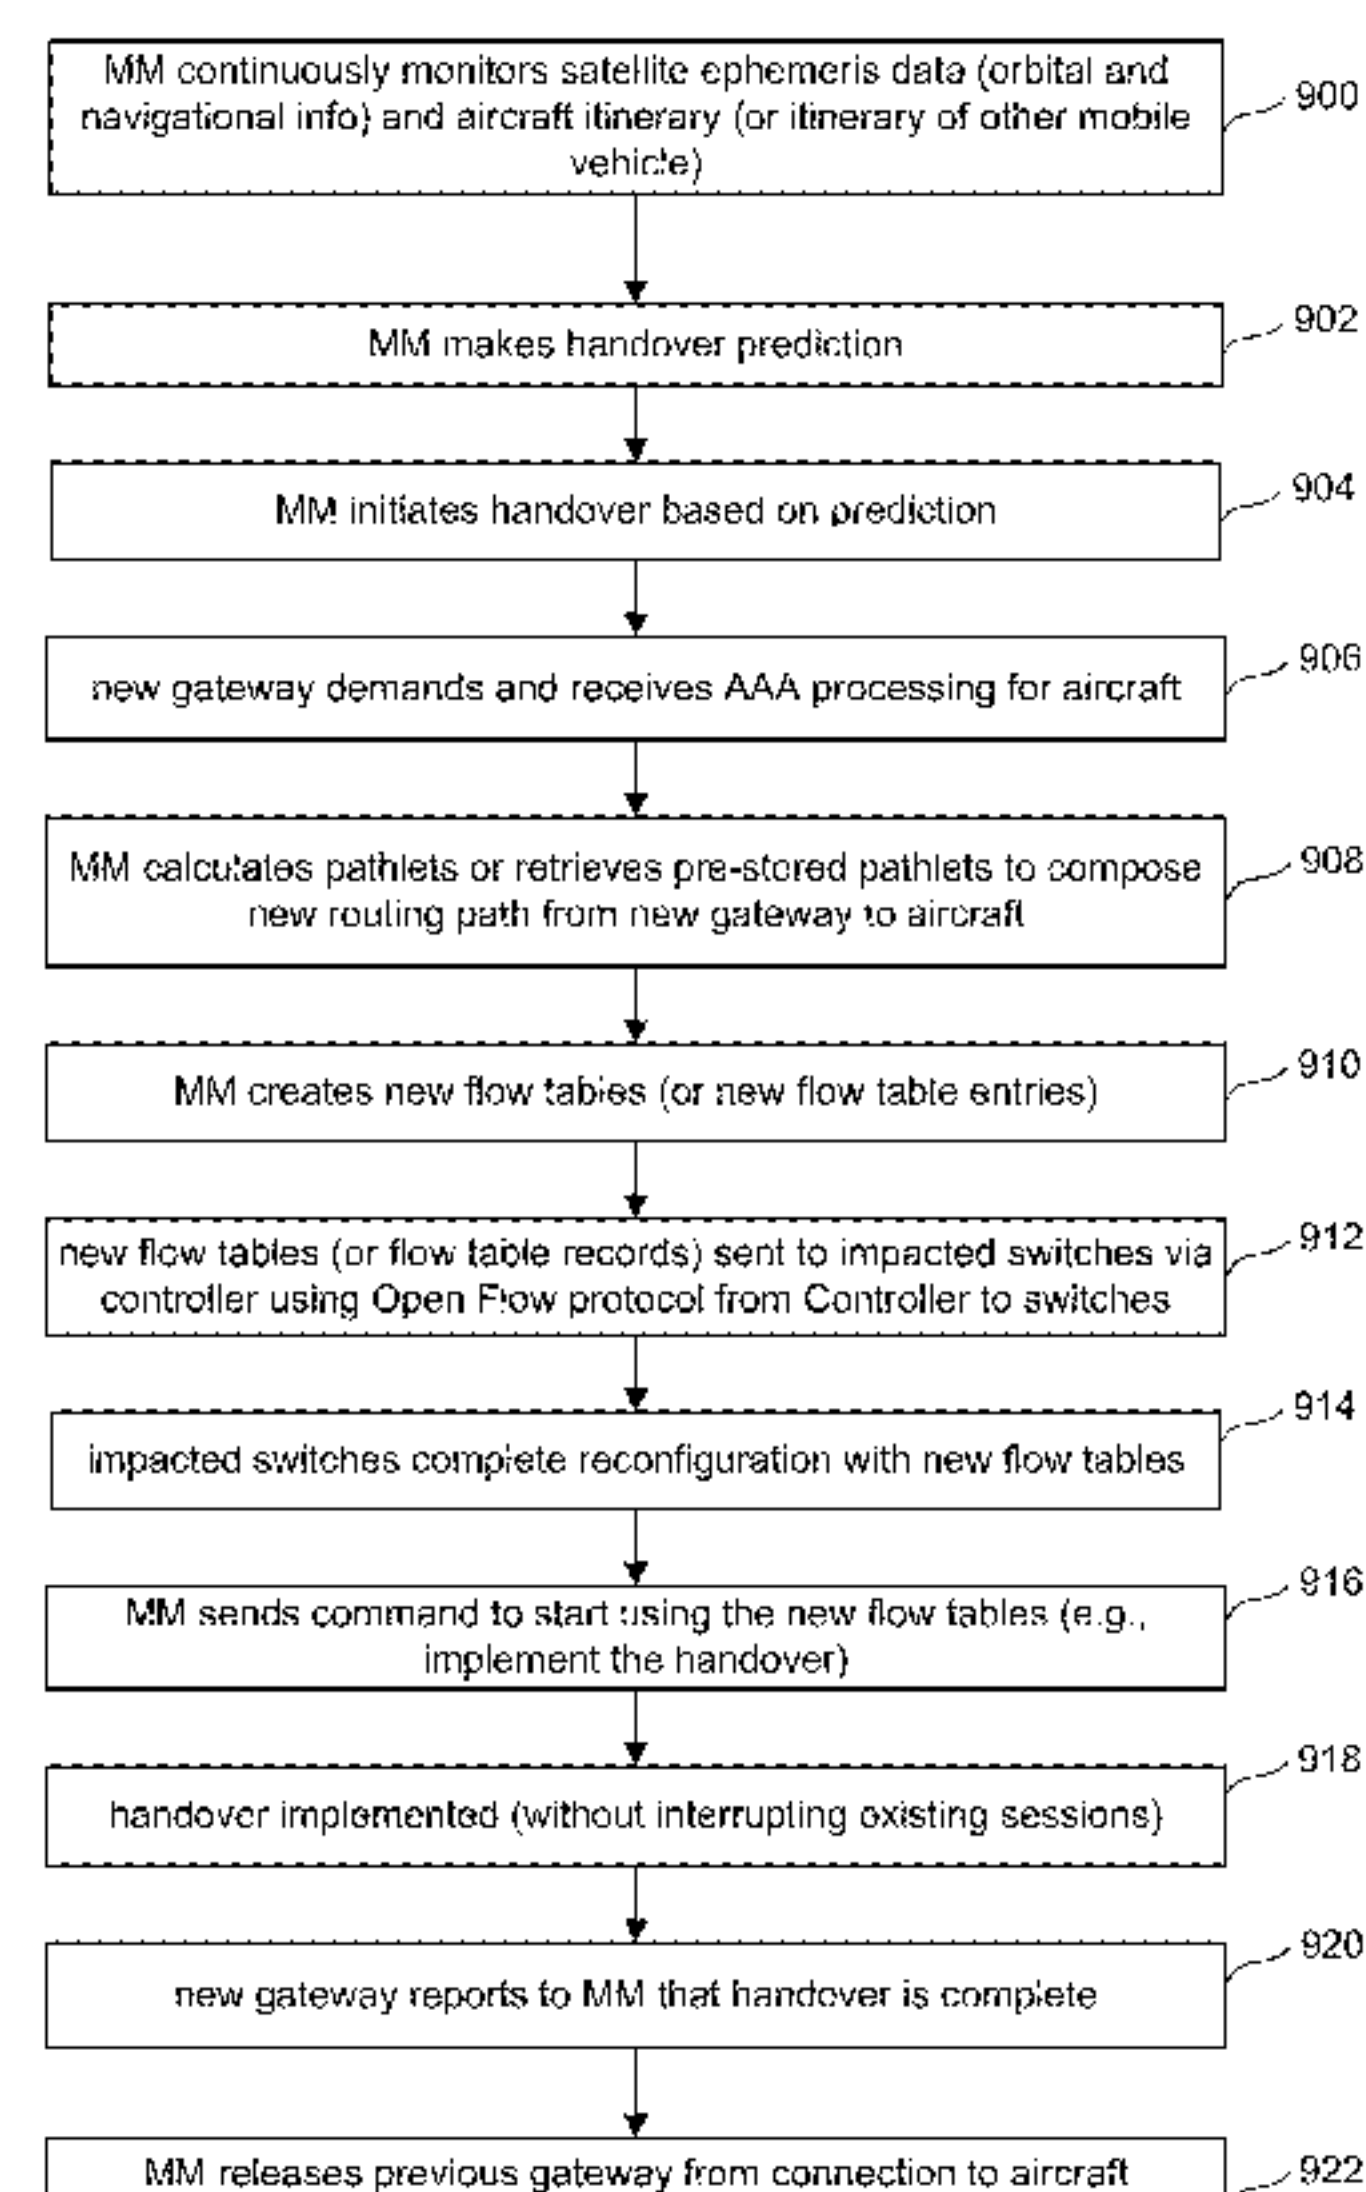 MM continuously monitors satellite ephemeris data (orbital and
navigational info) and aircraft itinerary (or itinerary of other mobile
vehicle)
900
MM makes handover prediction
902
MM initiates handover based on prediction
904
new gateway demands and receives AAA processing for aircraft
906
MM calculates pathlets or retrieves pre-stored pathlets to compose
new routing path from new gateway to aircraft
908
MM creates new flow tables (or new flow table entries)
910
new flow tables (or flow table records) sent to impacted switches via
controller using Open Flow protocol from Controller to switches
912
impacted switches complete reconfiguration with new flow tables
914
MM sends command to start using the new flow tables (e.g.,
implement the handover)
916
handover implemented (without interrupting existing sessions)
918
new gateway reports to MM that handover is complete
920
MM releases previous gateway from connection to aircraft
922